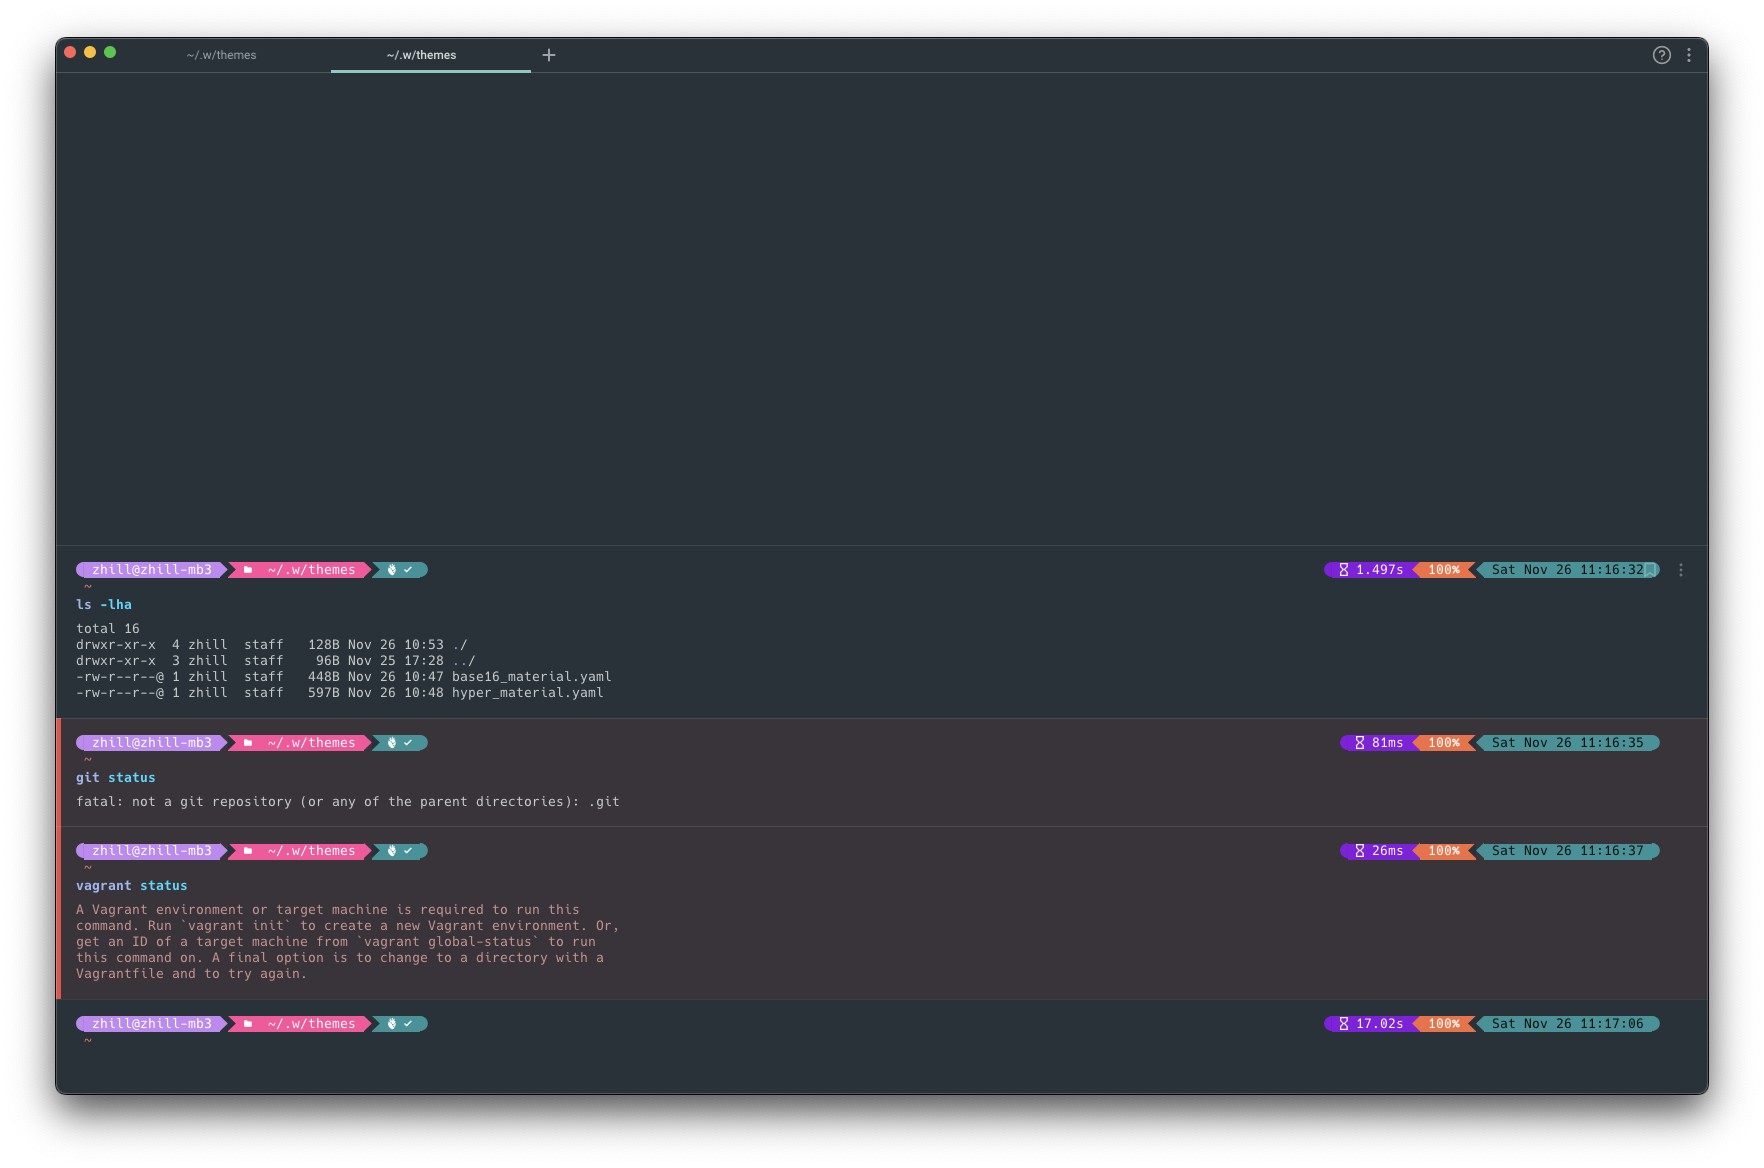 ~/.w/themes ~/.w/themes
zhill@zhill-mb3 ~/.w/themes 1.497s 100% Sat Nov 26 11:16:32
~
ls -lha
total 16
drwxr-xr-x  4 zhill  staff   128B Nov 26 10:53 ./
drwxr-xr-x  3 zhill  staff    96B Nov 25 17:28 ../
-rw-r--r--@ 1 zhill  staff   448B Nov 26 10:47 base16_material.yaml
-rw-r--r--@ 1 zhill  staff   597B Nov 26 10:48 hyper_material.yaml
zhill@zhill-mb3 ~/.w/themes 81ms 100% Sat Nov 26 11:16:35
~
git status
fatal: not a git repository (or any of the parent directories): .git
zhill@zhill-mb3 ~/.w/themes 26ms 100% Sat Nov 26 11:16:37
~
vagrant status
A Vagrant environment or target machine is required to run this
command. Run `vagrant init` to create a new Vagrant environment. Or,
get an ID of a target machine from `vagrant global-status` to run
this command on. A final option is to change to a directory with a
Vagrantfile and to try again.
zhill@zhill-mb3 ~/.w/themes 17.02s 100% Sat Nov 26 11:17:06
~